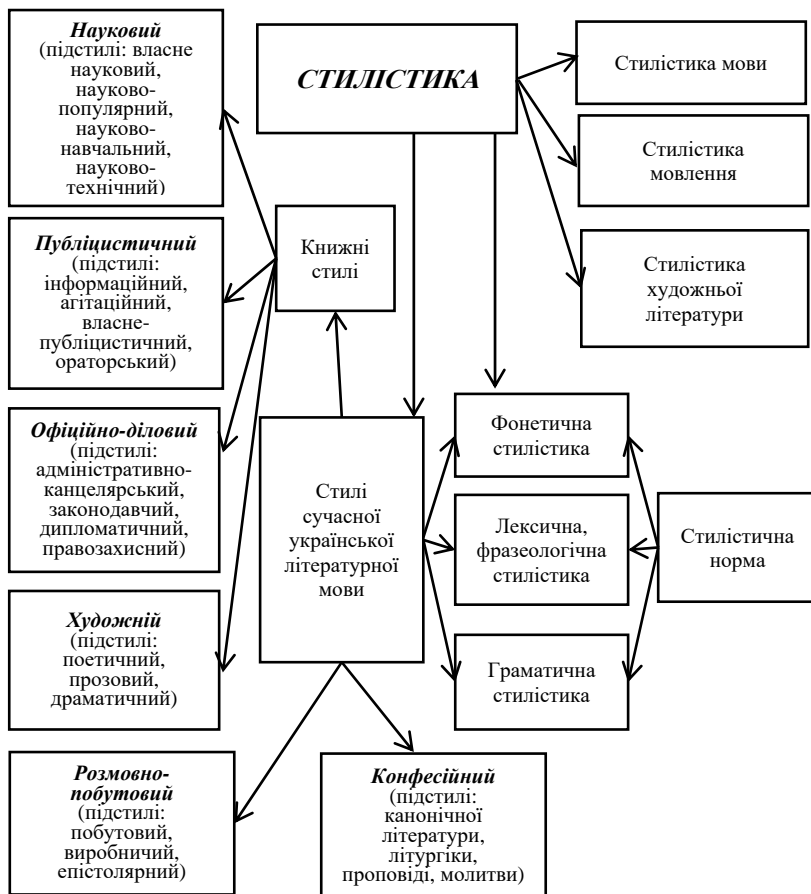 Науковий
(підстилі: власне
науковий,
науково-
популярний,
науково-
навчальний,
науково-
технічний)
СТИЛІСТИКА
Стилістика мови
Стилістика
мовлення
Стилістика
художньої
літератури
Книжні
стилі
Публіцистичний
(підстилі:
інформаційний,
агітаційний,
власне-
публіцистичний,
ораторський)
Офіційно-діловий
(підстилі:
адміністративно-
канцелярський,
законодавчий,
дипломатичний,
правозахисний)
Стилі
сучасної
української
літературної
мови
Фонетична
стилістика
Лексична,
фразеологічна
стилістика
Граматична
стилістика
Стилістична
норма
Художній
(підстилі:
поетичний,
прозовий,
драматичний)
Розмовно-
побутовий
(підстилі:
побутовий,
виробничий,
епістолярний)
Конфесійний
(підстилі:
канонічної
літератури,
літургіки,
проповіді, молитви)